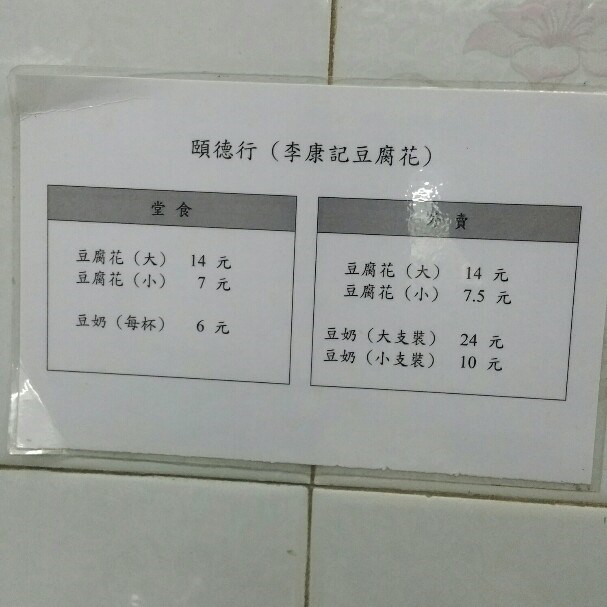 頤德行（李康記豆腐花）
堂食
豆腐花（大） 14 元
豆腐花（小） 7 元
豆奶（每杯） 6 元
賣
豆腐花（大） 14 元
豆腐花（小） 7.5 元
豆奶（大支裝） 24 元
豆奶（小支裝） 10 元